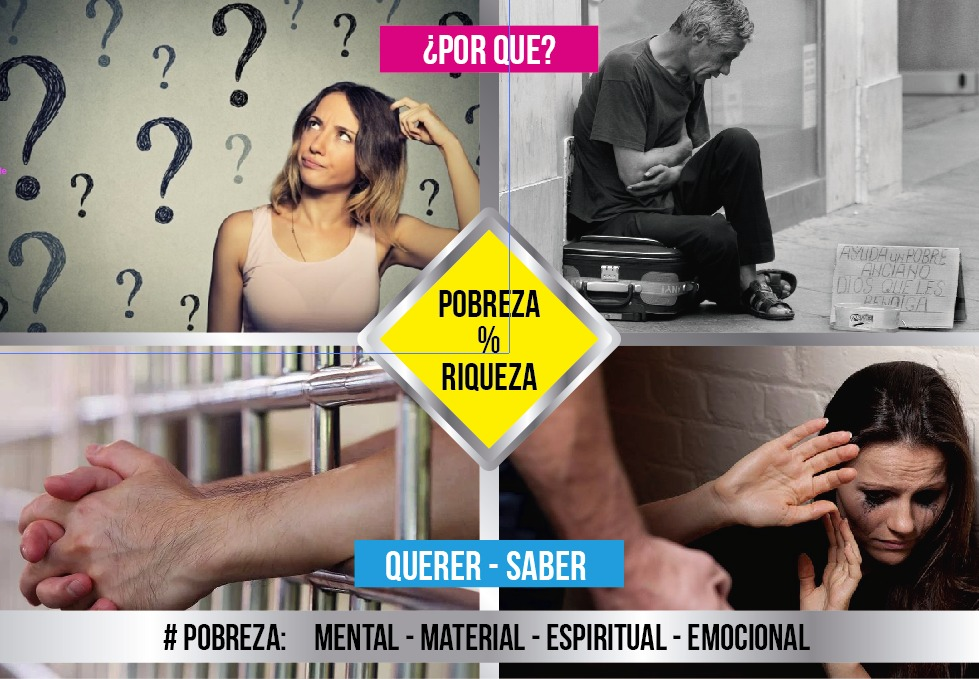 ¿POR QUE?
AYUDA UN POBRE
ANCIANO
DIOS QUE LES
BENDIGA
POBREZA
%
RIQUEZA
QUERER - SABER
# POBREZA: MENTAL - MATERIAL - ESPIRITUAL - EMOCIONAL